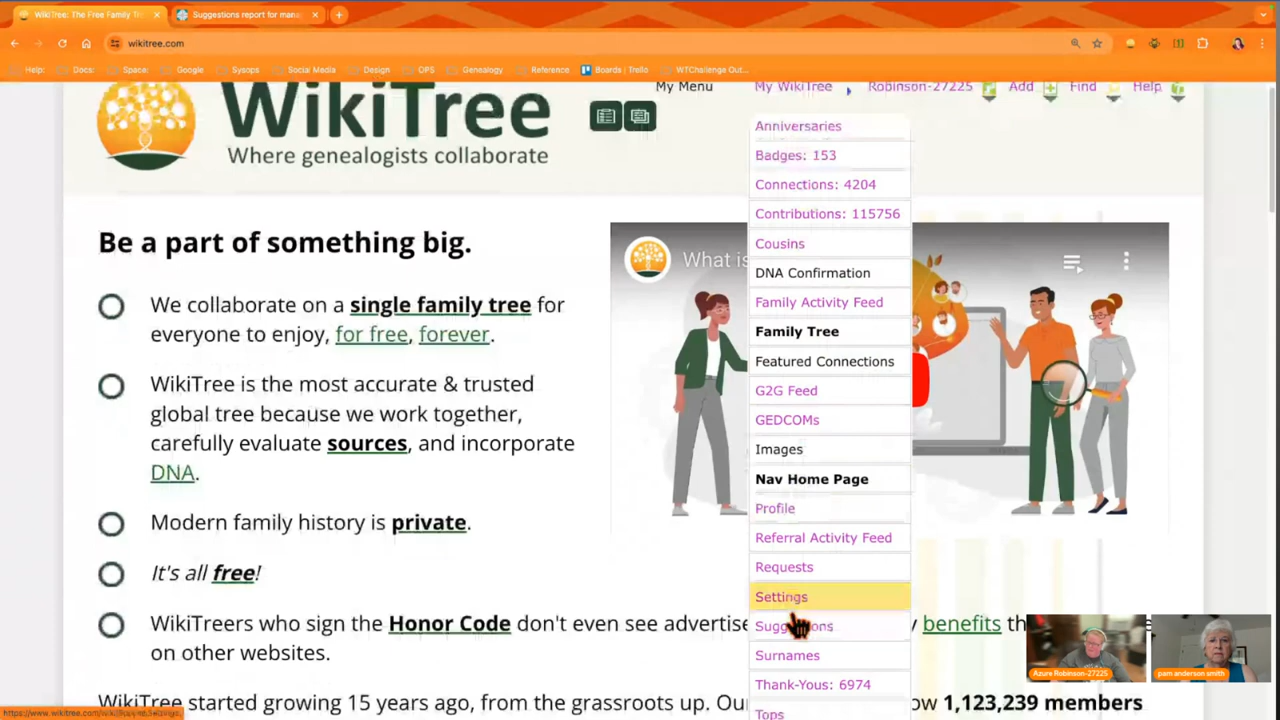 WikiTree: The Free Family Tr
Suggestions report for mana
wikitree.com
Help: Docs: Space: Google Sysops Social Media Design OPS Genealogy Reference Boards | Trello WTChallenge Out...
WikiTree
Where genealogists collaborate
My Menu My WikiTree Robinson-27225 Add Find Help
Anniversaries
Badges: 153
Connections: 4204
Contributions: 115756
Cousins
DNA Confirmation
Family Activity Feed
Family Tree
Featured Connections
G2G Feed
GEDCOMs
Images
Nav Home Page
Profile
Referral Activity Feed
Requests
Settings
Suggestions
Surnames
Thank-Yous: 6974
Tops
Be a part of something big.
We collaborate on a single family tree for
everyone to enjoy, for free, forever.
WikiTree is the most accurate & trusted
global tree because we work together,
carefully evaluate sources, and incorporate
DNA.
Modern family history is private.
It's all free!
WikiTreers who sign the Honor Code don't even see advertise benefits th
on other websites.
WikiTree started growing 15 years ago, from the grassroots up. Ou ow 1,123,239 members
What is
Azure Robinson-27225
pam anderson smith